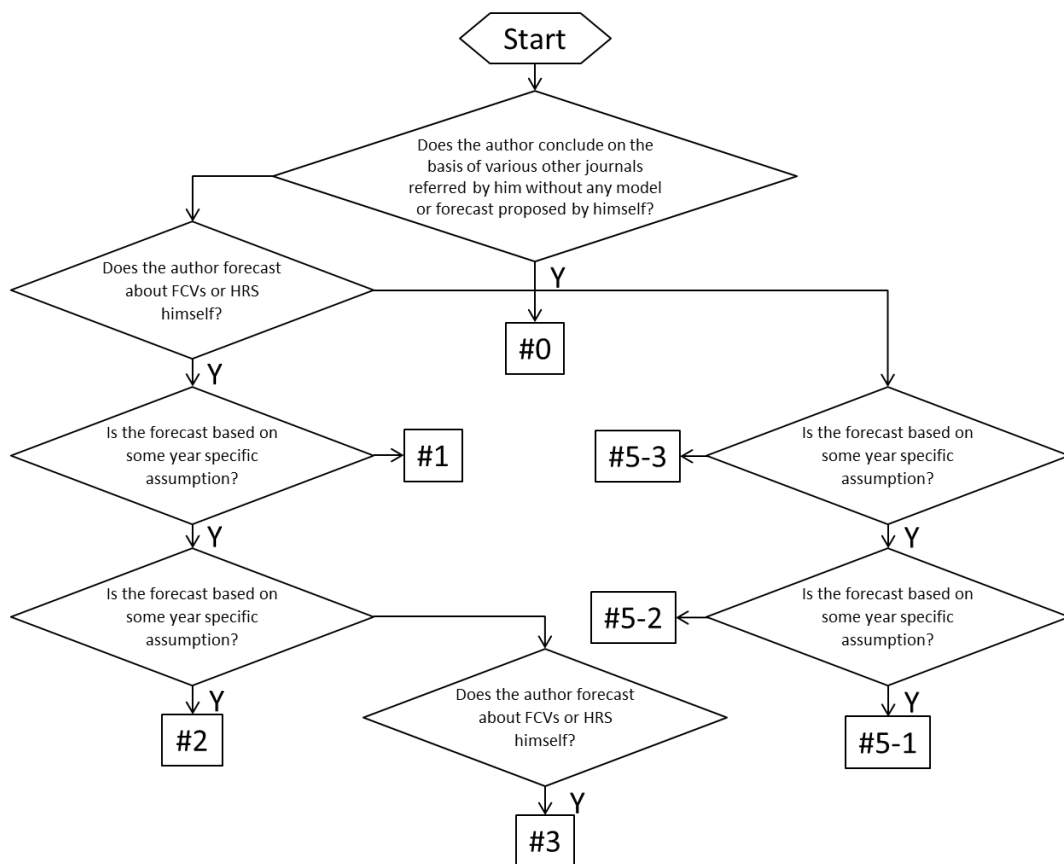 Start
Does the author conclude on the
basis of various other journals
referred by him without any model
or forecast proposed by himself?
Does the author forecast
about FCVs or HRS
himself?
Y
#0
Y
Is the forecast based on
some year specific
assumption?
#1
#5-3
Is the forecast based on
some year specific
assumption?
Y
Y
Is the forecast based on
some year specific
assumption?
#5-2
Is the forecast based on
some year specific
assumption?
Y
#2
Does the author forecast
about FCVs or HRS
himself?
Y
#5-1
Y
#3